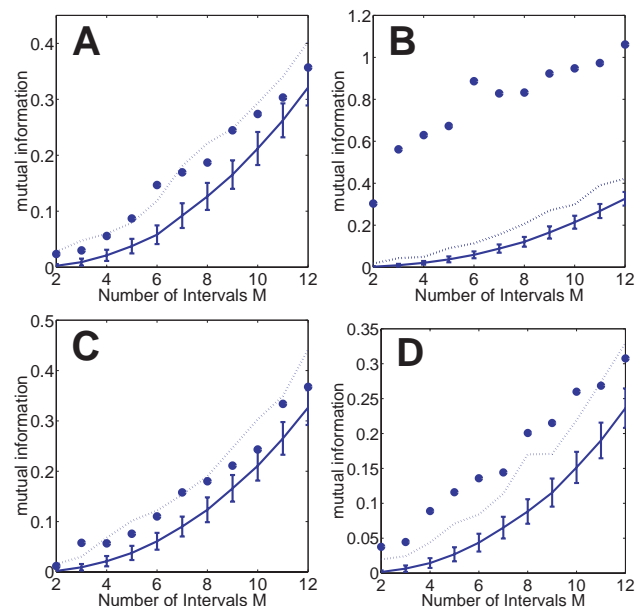 A
0.4
0.3
0.2
0.1
0
mutual information
2 4 6 8 10 12
Number of Intervals M
B
1.2
1
0.8
0.6
0.4
0.2
0
mutual information
2 4 6 8 10 12
Number of Intervals M
C
0.5
0.4
0.3
0.2
0.1
0
mutual information
2 4 6 8 10 12
Number of Intervals M
D
0.35
0.3
0.25
0.2
0.15
0.1
0.05
0
mutual information
2 4 6 8 10 12
Number of Intervals M